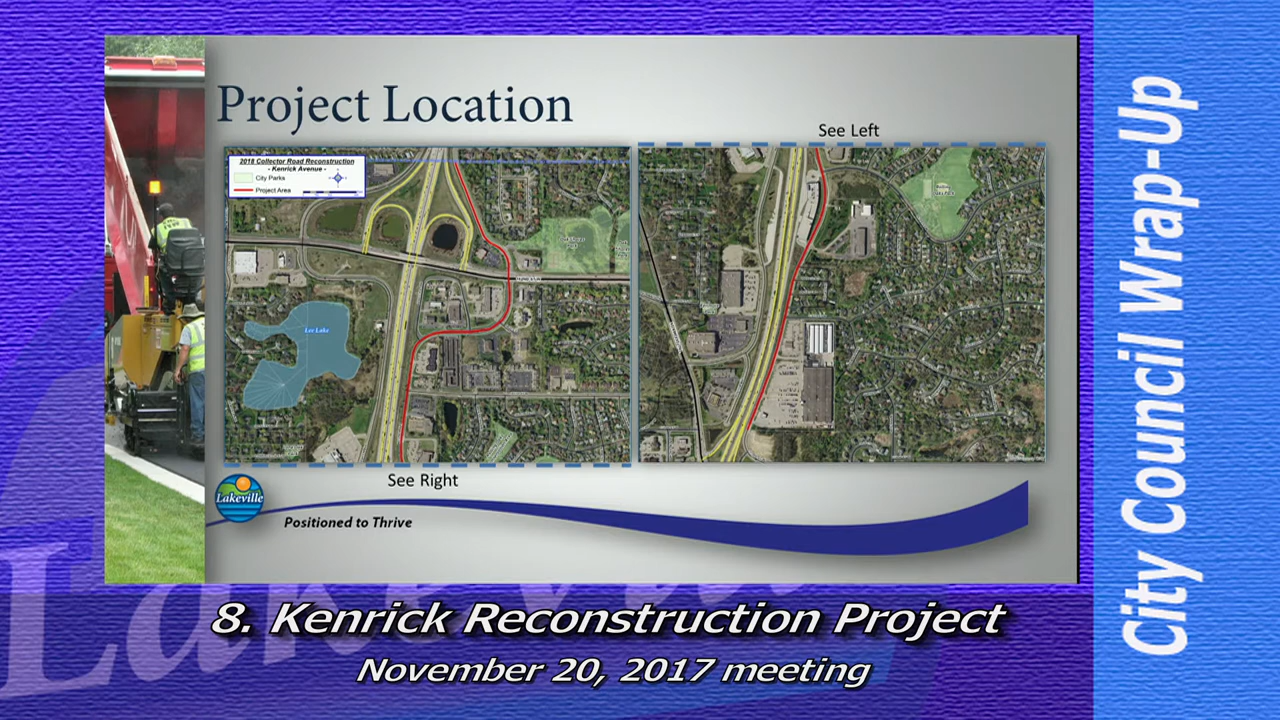 Project Location
See Left
2018 Collector Road Reconstruction
- Kenrick Avenue -
City Parks
Project Area
Lee Lake
See Right
Lakeville
Positioned to Thrive
8. Kenrick Reconstruction Project
November 20, 2017 meeting
City Council Wrap-Up
Lakeville